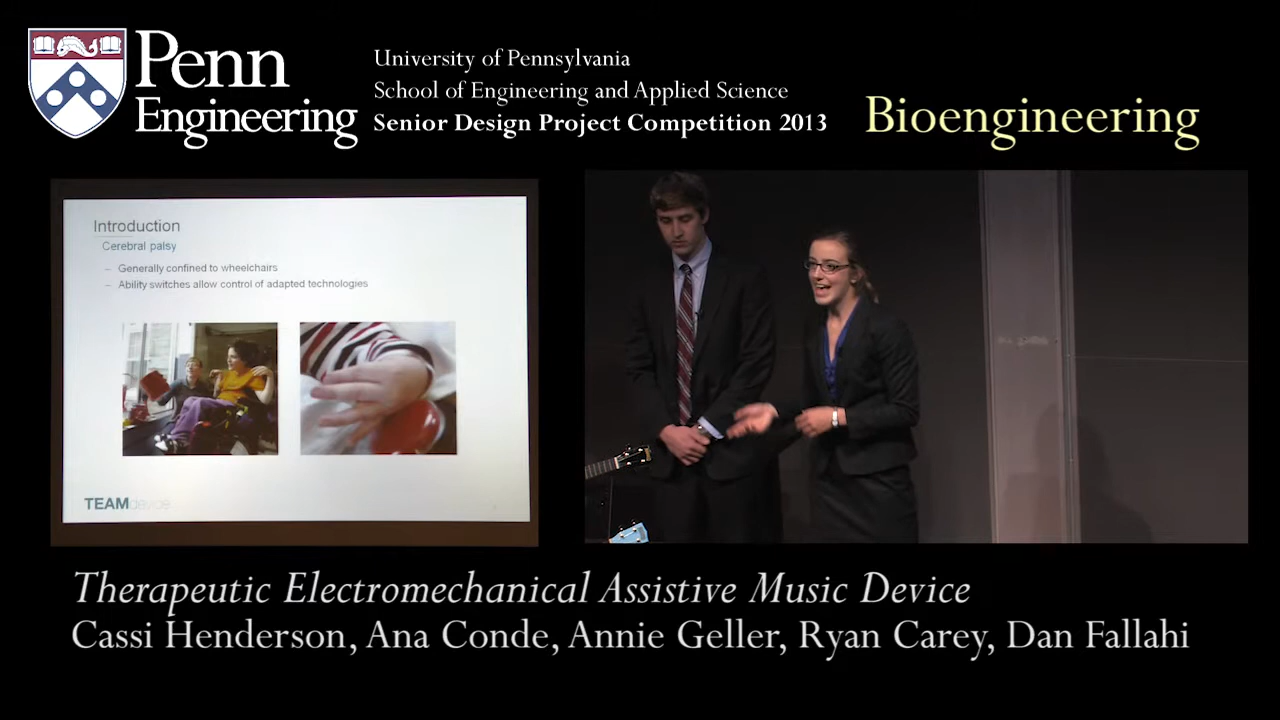 Penn
Engineering
University of Pennsylvania
School of Engineering and Applied Science
Senior Design Project Competition 2013
Bioengineering
Introduction
Cerebral palsy
– Generally confined to wheelchairs
– Ability switches allow control of adapted technologies
TEAMdevice
Therapeutic Electromechanical Assistive Music Device
Cassi Henderson, Ana Conde, Annie Geller, Ryan Carey, Dan Fallahi